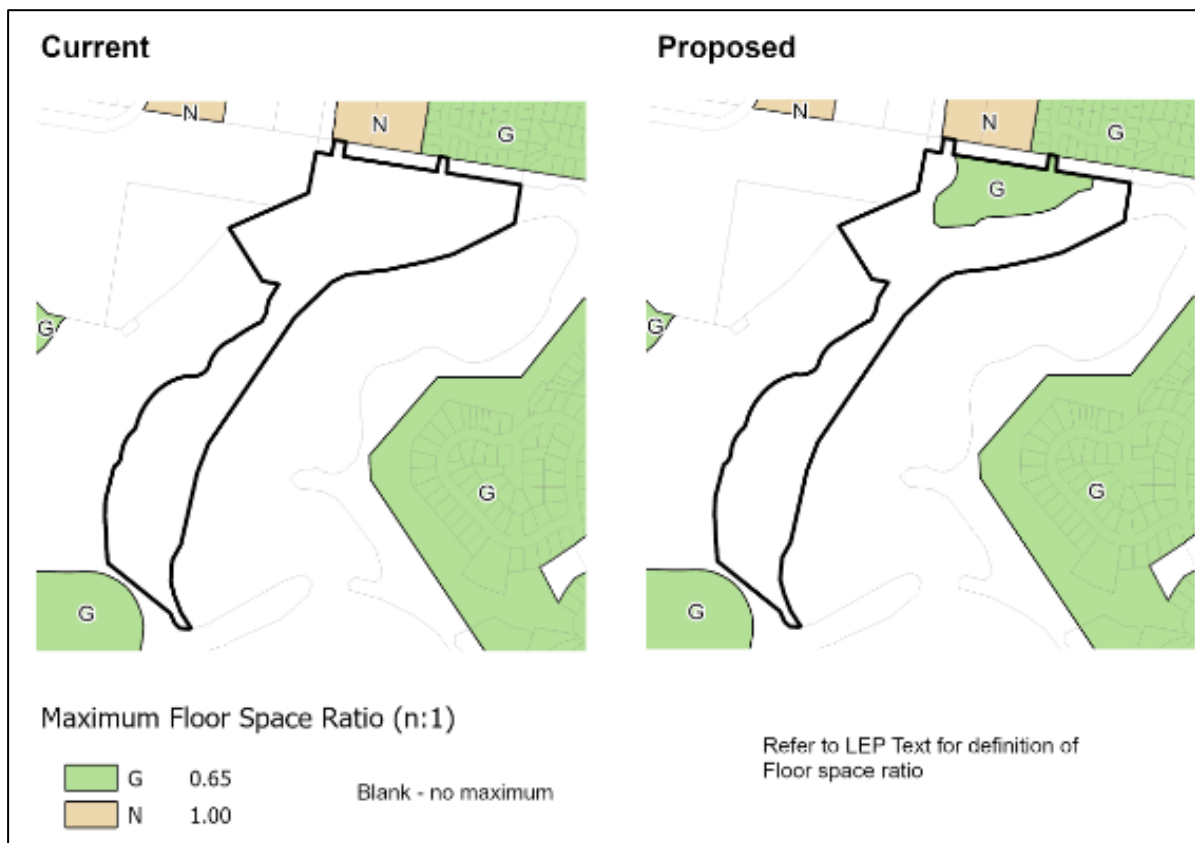 Current
Proposed
N
N
G
G
G
G
N
N
G
G
G
G
G
Maximum Floor Space Ratio (n:1)
G 0.65
N 1.00
Blank - no maximum
Refer to LEP Text for definition of
Floor space ratio